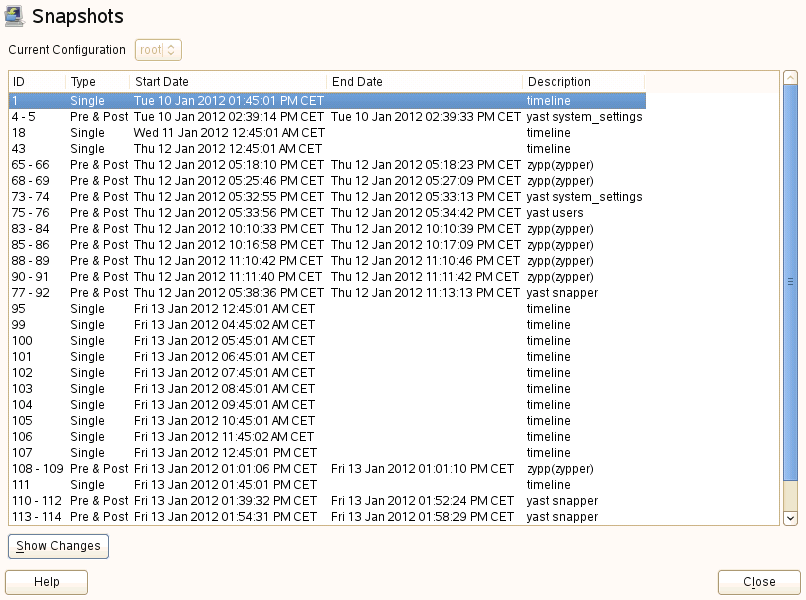 Snapshots
Current Configuration root
ID Type Start Date End Date Description
1 Single Tue 10 Jan 2012 01:45:01 PM CET timeline
4 - 5 Pre & Post Tue 10 Jan 2012 02:39:14 PM CET Tue 10 Jan 2012 02:39:33 PM CET yast system_settings
18 Single Wed 11 Jan 2012 12:45:01 AM CET timeline
43 Single Thu 12 Jan 2012 12:45:01 AM CET timeline
65 - 66 Pre & Post Thu 12 Jan 2012 05:18:10 PM CET Thu 12 Jan 2012 05:18:23 PM CET zypp(zypper)
68 - 69 Pre & Post Thu 12 Jan 2012 05:25:46 PM CET Thu 12 Jan 2012 05:27:09 PM CET zypp(zypper)
73 - 74 Pre & Post Thu 12 Jan 2012 05:32:55 PM CET Thu 12 Jan 2012 05:33:13 PM CET yast system_settings
75 - 76 Pre & Post Thu 12 Jan 2012 05:33:56 PM CET Thu 12 Jan 2012 05:34:42 PM CET yast users
83 - 84 Pre & Post Thu 12 Jan 2012 10:10:33 PM CET Thu 12 Jan 2012 10:10:39 PM CET zypp(zypper)
85 - 86 Pre & Post Thu 12 Jan 2012 10:16:58 PM CET Thu 12 Jan 2012 10:17:09 PM CET zypp(zypper)
88 - 89 Pre & Post Thu 12 Jan 2012 11:10:42 PM CET Thu 12 Jan 2012 11:10:46 PM CET zypp(zypper)
90 - 91 Pre & Post Thu 12 Jan 2012 11:11:40 PM CET Thu 12 Jan 2012 11:11:42 PM CET zypp(zypper)
77 - 92 Pre & Post Thu 12 Jan 2012 05:38:36 PM CET Thu 12 Jan 2012 11:13:13 PM CET yast snapper
95 Single Fri 13 Jan 2012 12:45:01 AM CET timeline
99 Single Fri 13 Jan 2012 04:45:02 AM CET timeline
100 Single Fri 13 Jan 2012 05:45:01 AM CET timeline
101 Single Fri 13 Jan 2012 06:45:01 AM CET timeline
102 Single Fri 13 Jan 2012 07:45:01 AM CET timeline
103 Single Fri 13 Jan 2012 08:45:01 AM CET timeline
104 Single Fri 13 Jan 2012 09:45:01 AM CET timeline
105 Single Fri 13 Jan 2012 10:45:01 AM CET timeline
106 Single Fri 13 Jan 2012 11:45:02 AM CET timeline
107 Single Fri 13 Jan 2012 12:45:01 PM CET timeline
108 - 109 Pre & Post Fri 13 Jan 2012 01:01:06 PM CET Fri 13 Jan 2012 01:01:10 PM CET zypp(zypper)
111 Single Fri 13 Jan 2012 01:45:01 PM CET timeline
110 - 112 Pre & Post Fri 13 Jan 2012 01:39:32 PM CET Fri 13 Jan 2012 01:52:24 PM CET yast snapper
113 - 114 Pre & Post Fri 13 Jan 2012 01:54:31 PM CET Fri 13 Jan 2012 01:58:29 PM CET yast snapper
Show Changes
Help Close